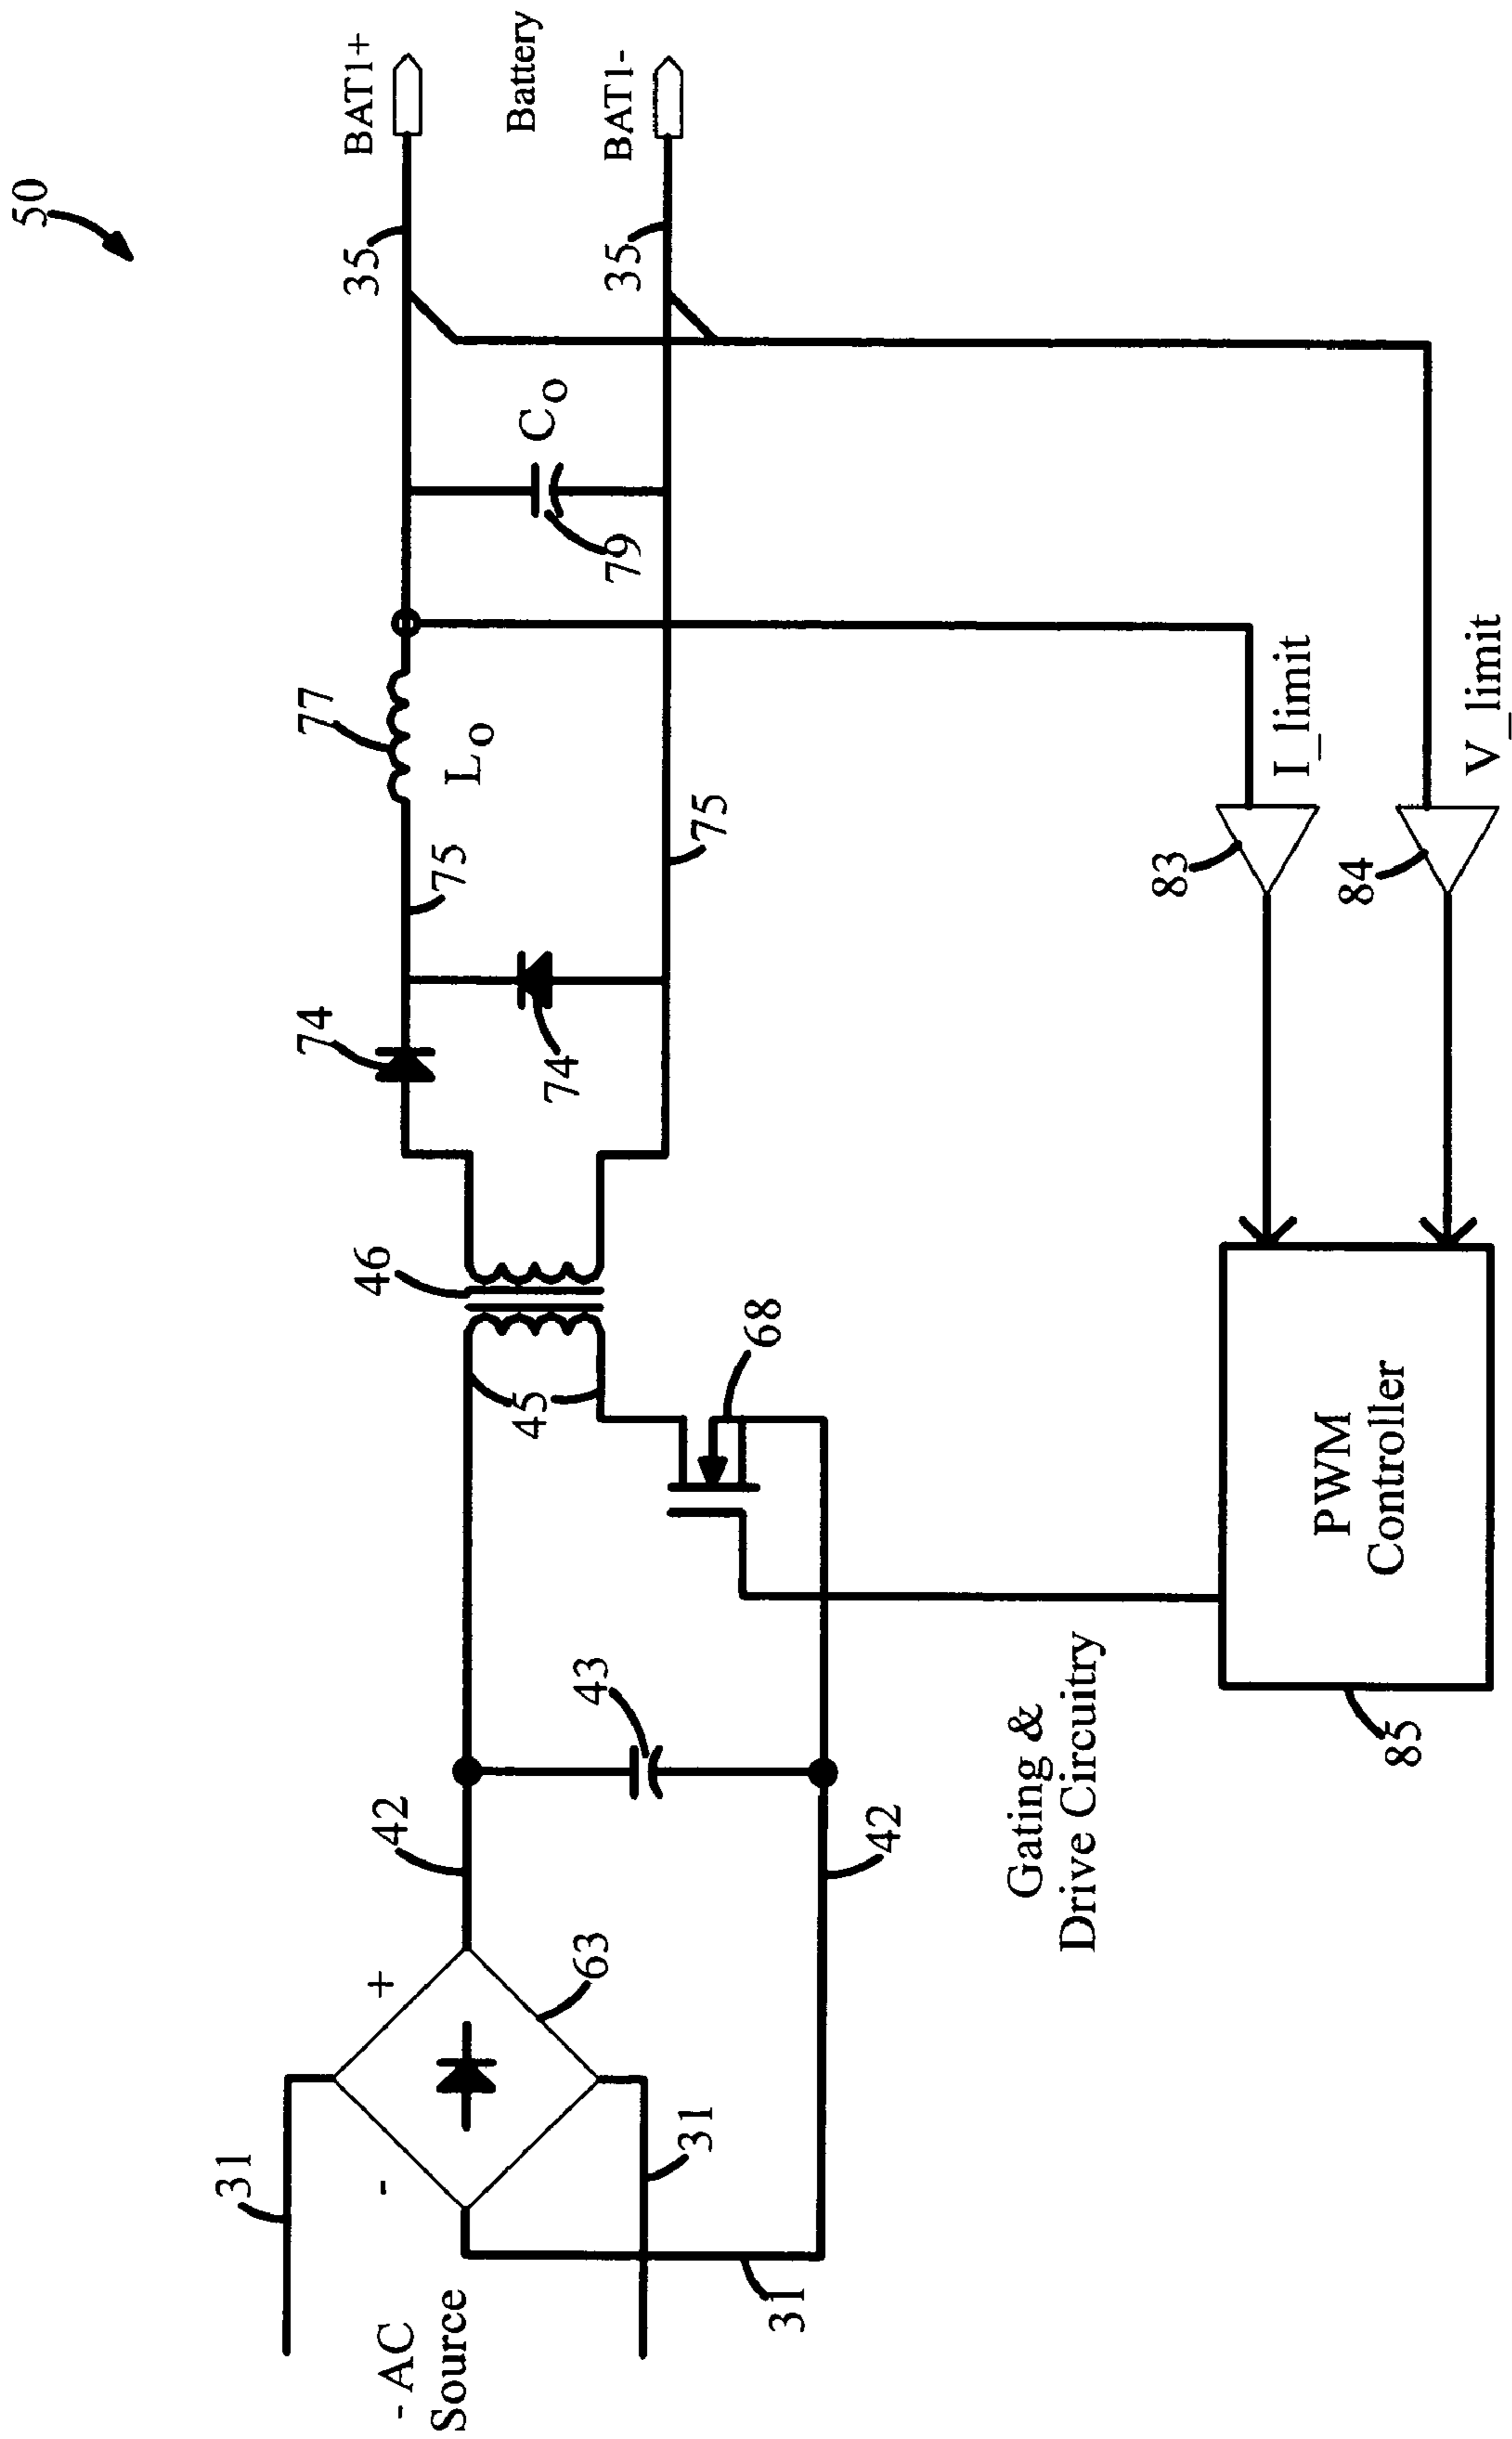 50
BAT1+
Battery
BAT1-
35
35
Co
79
77
Lo
75
75
74
74
46
45
68
43
42
42
63
+
-
31
31
31
- AC
Source
I_limit
V_limit
83
84
PWM
Controller
85
Gating &
Drive Circuitry